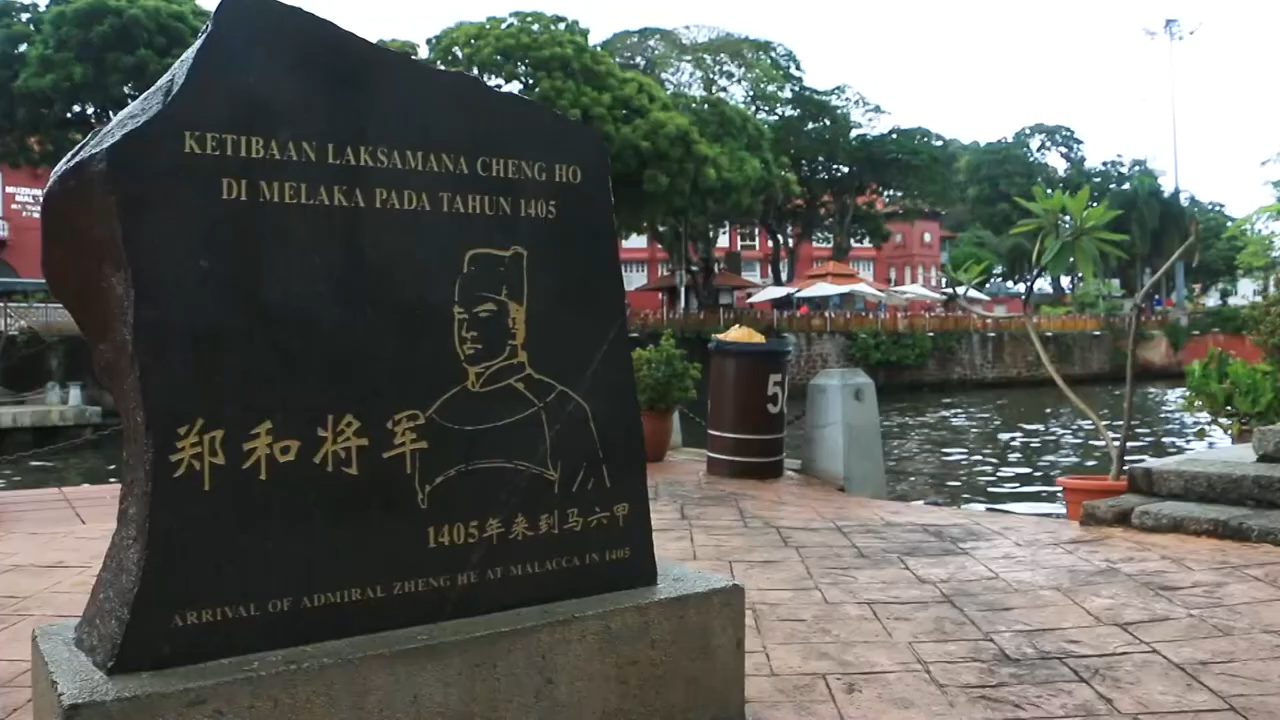 KETIBAAN LAKSAMANA CHENG HO
DI MELAKA PADA TAHUN 1405
郑和将军
1405年来到马六甲
ARRIVAL OF ADMIRAL ZHENG HE AT MALACCA IN 1405
MUZIUM